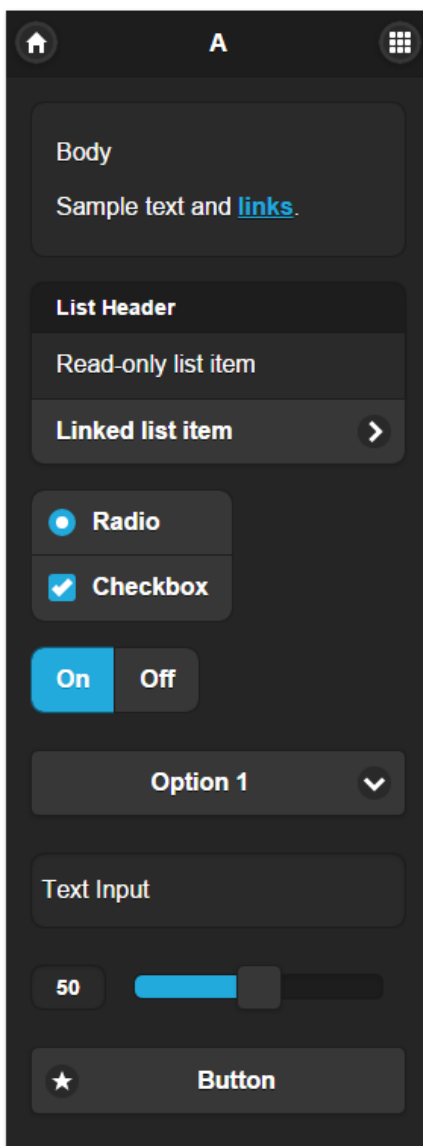 A
Body
Sample text and links.
List Header
Read-only list item
Linked list item
Radio
Checkbox
On Off
Option 1
Text Input
50
Button